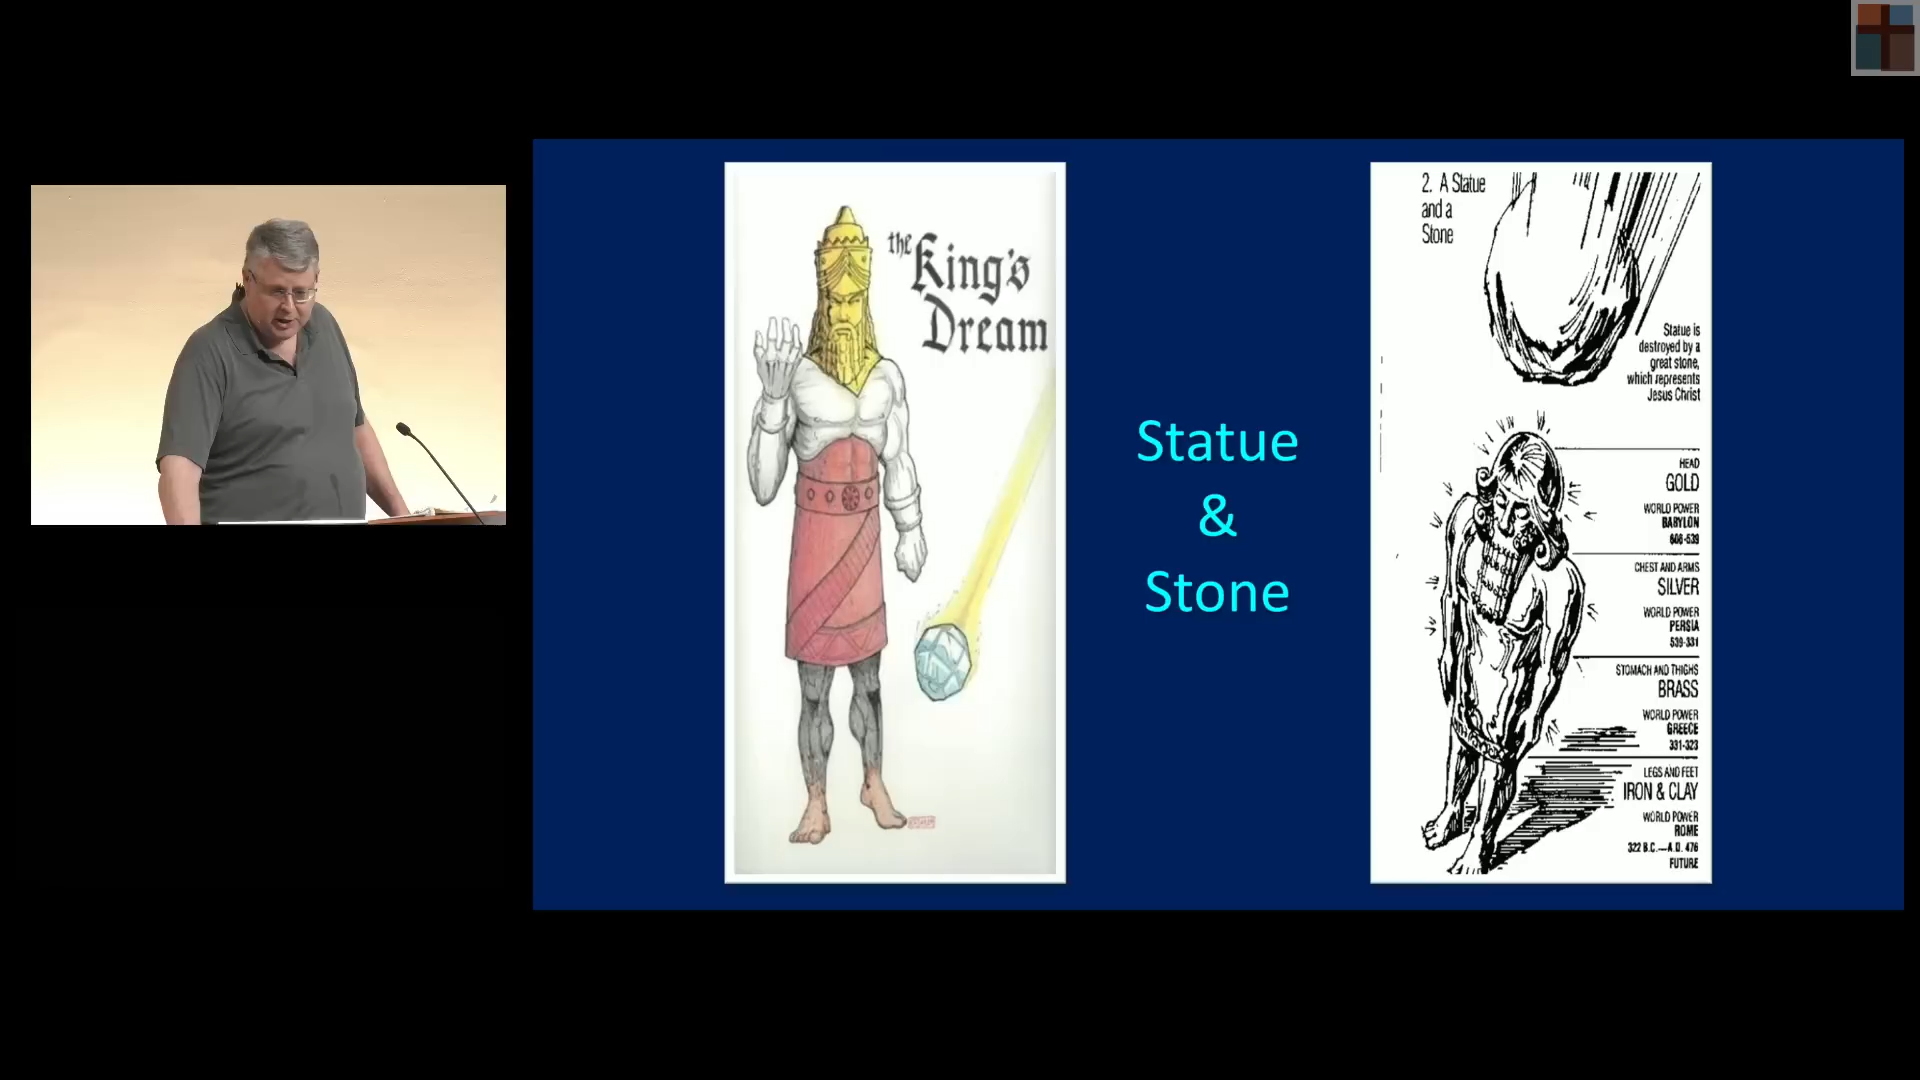 the
King's
Dream
Statue
&
Stone
2. A Statue
and a
Stone
Statue is
destroyed by a
great stone,
which represents
Jesus Christ
HEAD
GOLD
WORLD POWER
BABYLON
606-539
CHEST AND ARMS
SILVER
WORLD POWER
PERSIA
539-331
STOMACH AND THIGHS
BRASS
WORLD POWER
GREECE
331-323
LEGS AND FEET
IRON & CLAY
WORLD POWER
ROME
322 B.C.—A.D. 476
FUTURE